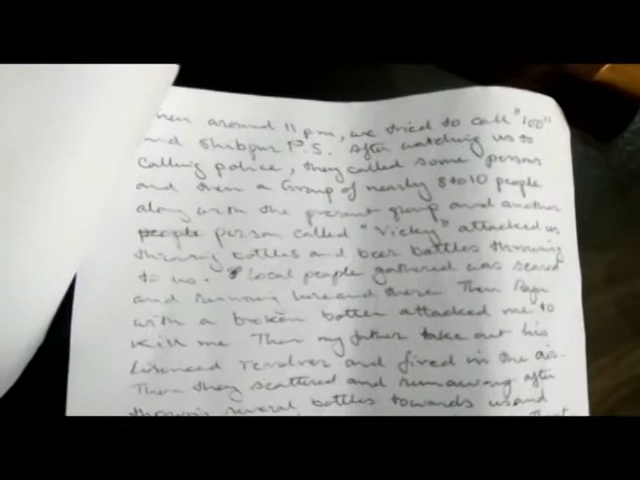 around 11 pm, we tried to call "100"
and Shibpur P.S. After watching us to
calling police, they called some person
and then a Group of nearly 8 to 10 people
along with the present group and another
people person called "Vicky" attacked us
throwing bottles and beer bottles throwing
to us. Local people gathered was scared
and running here and there. Then
with a broken botten attacked me to
Kill me. Then my father take out his
licensed revolver and fired in the air.
Then they scattered and runawing after
throwing several bottles towards us and